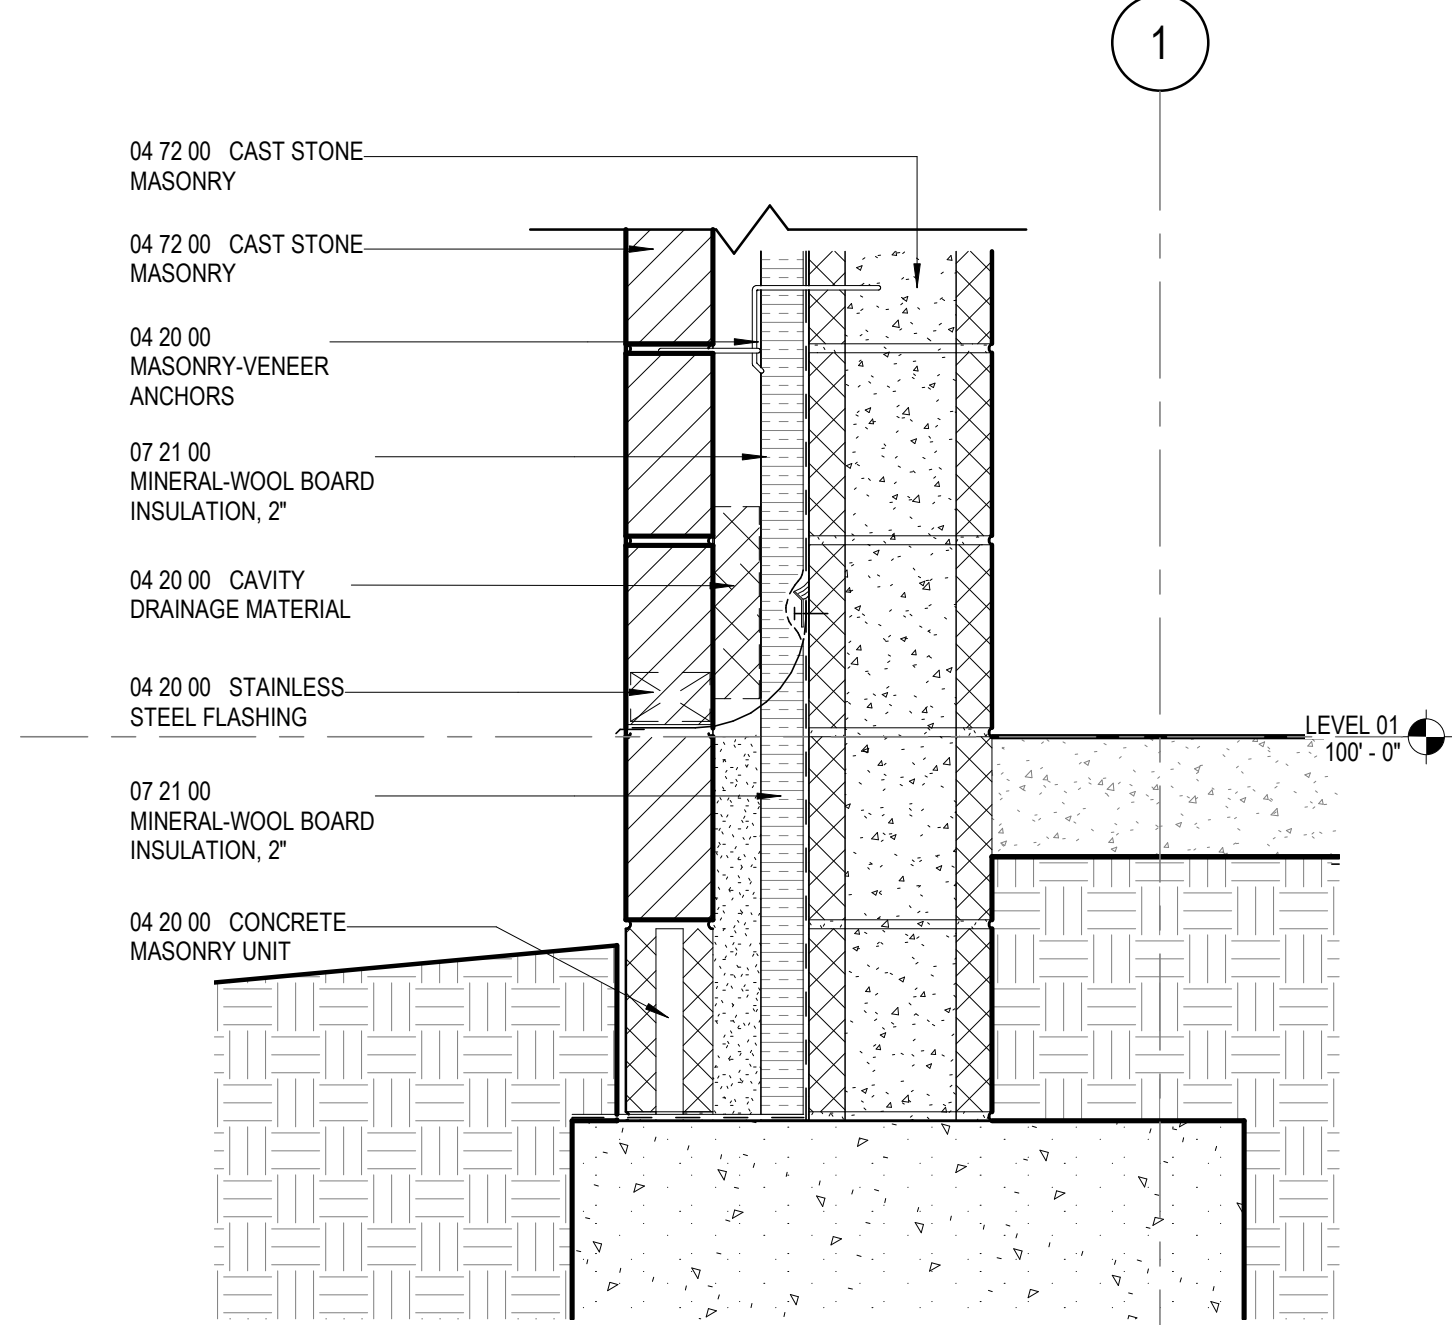 1
04 72 00 CAST STONE
MASONRY
04 72 00 CAST STONE
MASONRY
04 20 00
MASONRY-VENEER
ANCHORS
07 21 00
MINERAL-WOOL BOARD
INSULATION, 2"
04 20 00 CAVITY
DRAINAGE MATERIAL
04 20 00 STAINLESS
STEEL FLASHING
LEVEL 01
100' - 0"
07 21 00
MINERAL-WOOL BOARD
INSULATION, 2"
04 20 00 CONCRETE
MASONRY UNIT